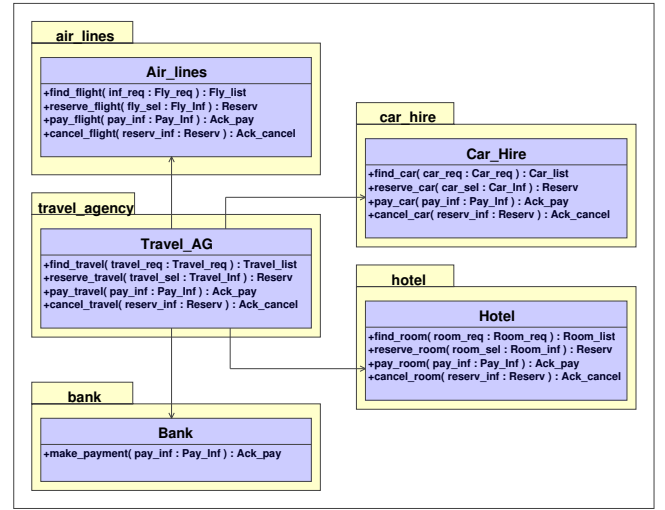 air_lines
Air_lines
+find_flight( inf_req : Fly_req ) : Fly_list
+reserve_flight( fly_sel : Fly_Inf ) : Reserv
+pay_flight( pay_inf : Pay_Inf ) : Ack_pay
+cancel_flight( reserv_inf : Reserv ) : Ack_cancel
car_hire
Car_Hire
+find_car( car_req : Car_req ) : Car_list
+reserve_car( car_sel : Car_Inf ) : Reserv
+pay_car( pay_inf : Pay_Inf ) : Ack_pay
+cancel_car( reserv_inf : Reserv ) : Ack_cancel
travel_agency
Travel_AG
+find_travel( travel_req : Travel_req ) : Travel_list
+reserve_travel( travel_sel : Travel_Inf ) : Reserv
+pay_travel( pay_inf : Pay_Inf ) : Ack_pay
+cancel_travel( reserv_inf : Reserv ) : Ack_cancel
hotel
Hotel
+find_room( room_req : Room_req ) : Room_list
+reserve_room( room_sel : Room_inf ) : Reserv
+pay_room( pay_inf : Pay_Inf ) : Ack_pay
+cancel_room( reserv_inf : Reserv ) : Ack_cancel
bank
Bank
+make_payment( pay_inf : Pay_Inf ) : Ack_pay